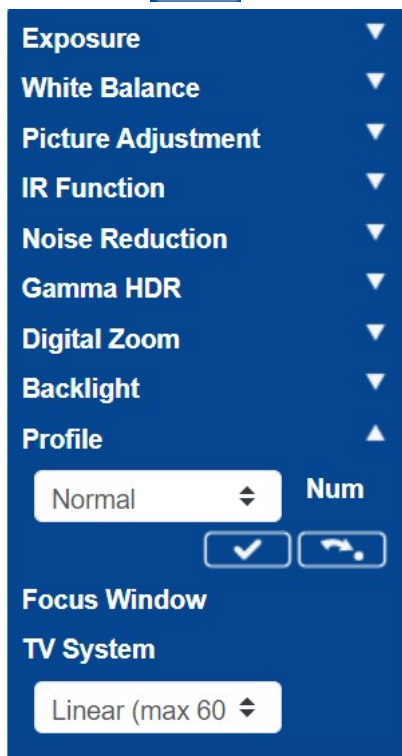 Exposure
White Balance
Picture Adjustment
IR Function
Noise Reduction
Gamma HDR
Digital Zoom
Backlight
Profile
Normal Num
Focus Window
TV System
Linear (max 60